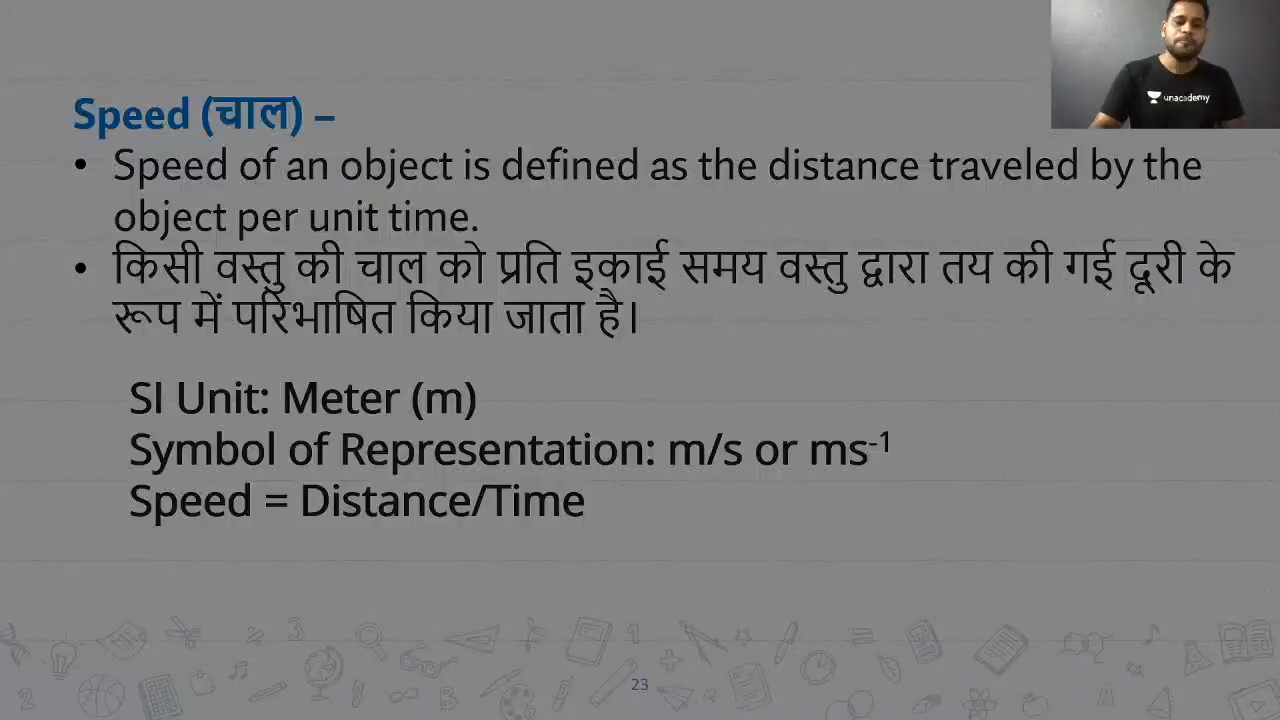 Speed (चाल) –
• Speed of an object is defined as the distance traveled by the
object per unit time.
• किसी वस्तु की चाल को प्रति इकाई समय वस्तु द्वारा तय की गई दूरी के
रूप में परिभाषित किया जाता है।
SI Unit: Meter (m)
Symbol of Representation: m/s or ms⁻¹
Speed = Distance/Time
23
unacademy